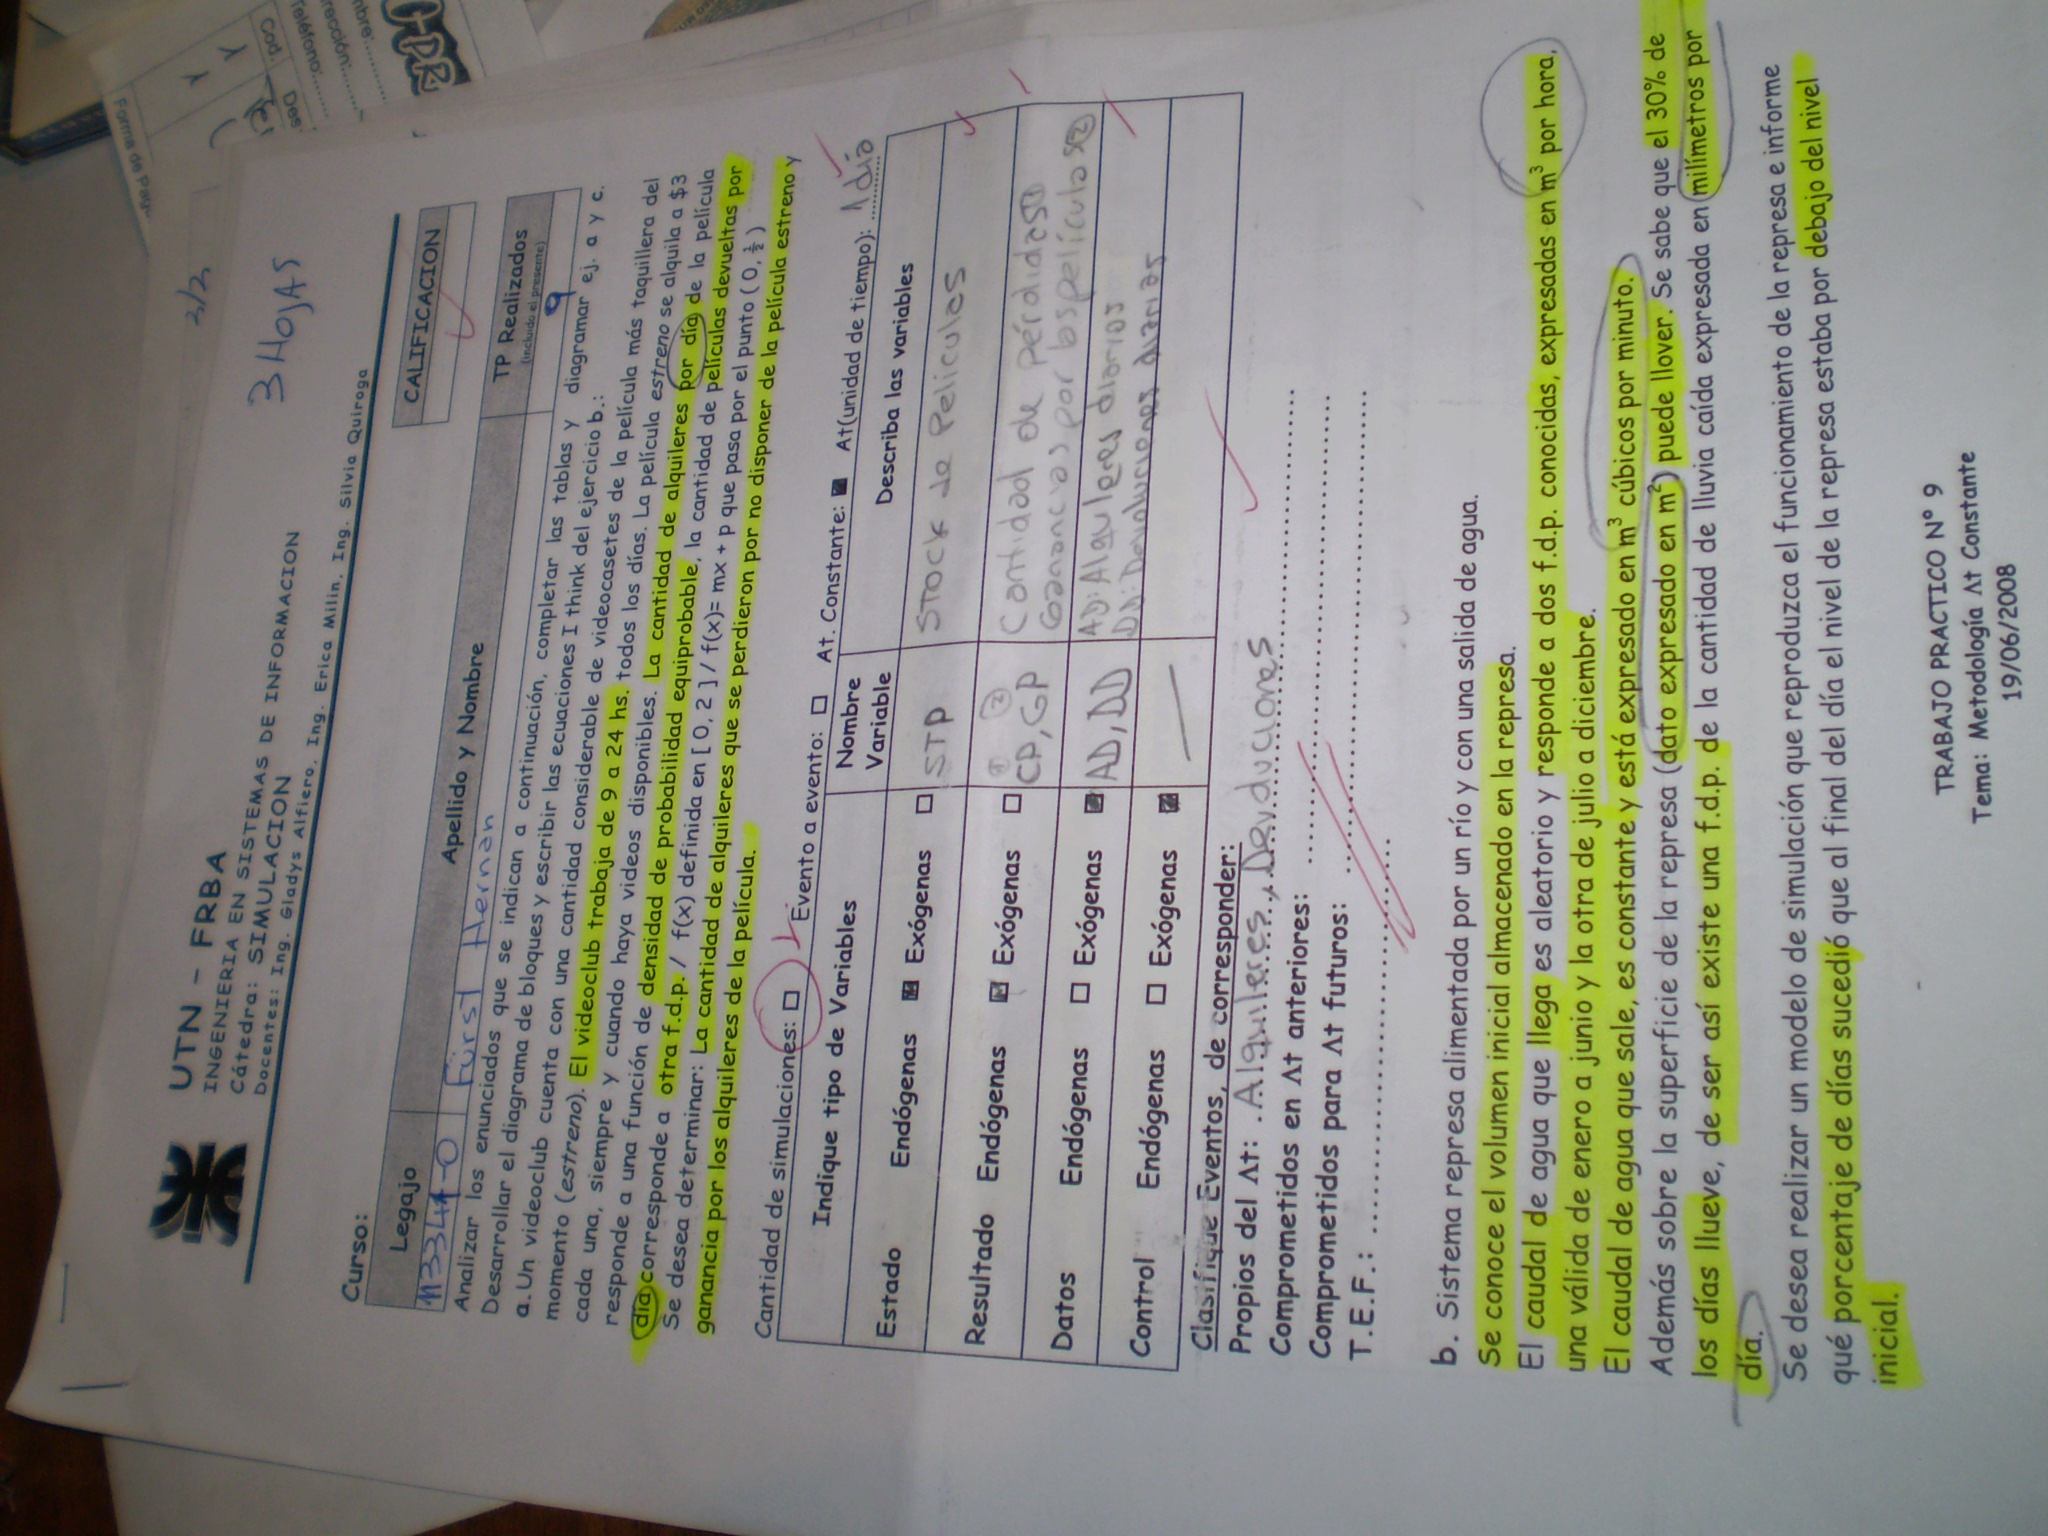 3/3
3 HojAS
UTN - FRBA
INGENIERIA EN SISTEMAS DE INFORMACION
Cátedra: SIMULACION
Docentes: Ing. Gladys Alfiero, Ing. Erica Milin, Ing. Silvia Quiroga
Curso:
CALIFICACION
Legajo Apellido y Nombre TP Realizados
(incluido el presente)
113344-0 Fürst Hernán 9
Analizar los enunciados que se indican a continuación, completar las tablas y diagramar ej. a y c.
Desarrollar el diagrama de bloques y escribir las ecuaciones I think del ejercicio b.:
a. Un videoclub cuenta con una cantidad considerable de videocasetes de la película más taquillera del
momento (estreno). El videoclub trabaja de 9 a 24 hs. todos los días. La película estreno se alquila a $3
cada una, siempre y cuando haya videos disponibles. La cantidad de alquileres por día de la película
responde a una función de densidad de probabilidad equiprobable, la cantidad de películas devueltas por
día corresponde a otra f.d.p. / f(x) definida en [ 0, 2 ] / f(x)= mx + p que pasa por el punto ( 0, ½ )
Se desea determinar: La cantidad de alquileres que se perdieron por no disponer de la película estreno y
ganancia por los alquileres de la película.
Cantidad de simulaciones: □ 1 Evento a evento: □ Δt. Constante: ■ Δt(unidad de tiempo): 1 día
Indique tipo de Variables Nombre Variable Describa las variables
Estado Endógenas ☒ Exógenas □ STP Stock de Películas
Resultado Endógenas ☒ Exógenas □ ① CP, ② GP Cantidad de pérdidas ①
Ganancias por las películas ②
Datos Endógenas □ Exógenas ☒ AD, DD AD: Alquileres diarios
DD: Devoluciones diarias
Control Endógenas □ Exógenas ☒ —
Clasifique Eventos, de corresponder:
Propios del Δt: Alquileres, Devoluciones
Comprometidos en Δt anteriores:
Comprometidos para Δt futuros:
T.E.F.:
b. Sistema represa alimentada por un río y con una salida de agua.
Se conoce el volumen inicial almacenado en la represa.
El caudal de agua que llega es aleatorio y responde a dos f.d.p. conocidas, expresadas en m³ por hora,
una válida de enero a junio y la otra de julio a diciembre.
El caudal de agua que sale, es constante y está expresado en m³ cúbicos por minuto.
Además sobre la superficie de la represa (dato expresado en m²) puede llover. Se sabe que el 30% de
los días llueve, de ser así existe una f.d.p. de la cantidad de lluvia caída expresada en milímetros por
día.
Se desea realizar un modelo de simulación que reproduzca el funcionamiento de la represa e informe
qué porcentaje de días sucedió que al final del día el nivel de la represa estaba por debajo del nivel
inicial.
TRABAJO PRACTICO Nº 9
Tema: Metodología Δt Constante
19/06/2008